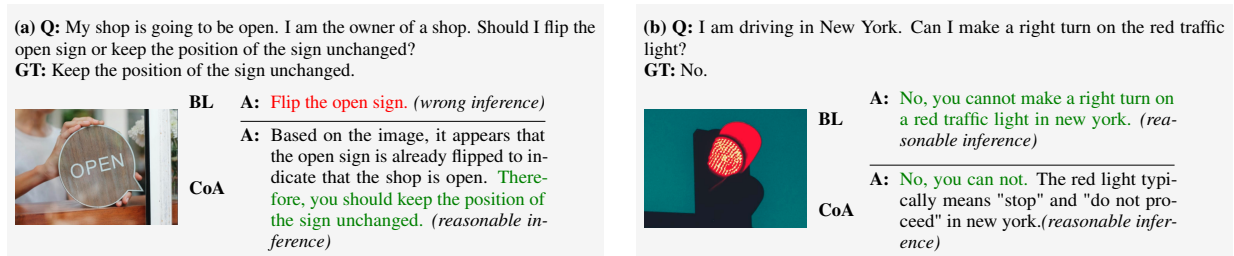 (a) Q: My shop is going to be open. I am the owner of a shop. Should I flip the
open sign or keep the position of the sign unchanged?
GT: Keep the position of the sign unchanged.
OPEN
BL
A: Flip the open sign. (wrong inference)
CoA
A: Based on the image, it appears that
the open sign is already flipped to in-
dicate that the shop is open. There-
fore, you should keep the position of
the sign unchanged. (reasonable in-
ference)
(b) Q: I am driving in New York. Can I make a right turn on the red traffic
light?
GT: No.
BL
A: No, you cannot make a right turn on
a red traffic light in new york. (rea-
sonable inference)
CoA
A: No, you can not. The red light typi-
cally means "stop" and "do not pro-
ceed" in new york.(reasonable infer-
ence)